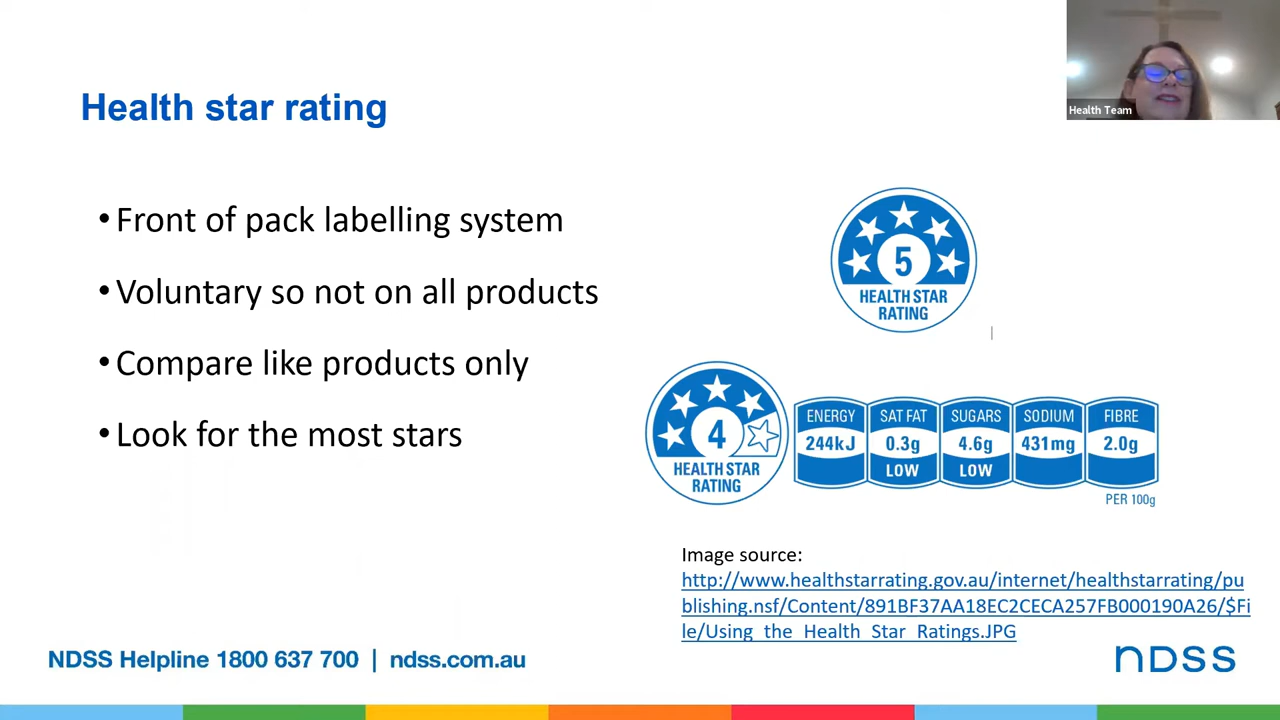 Health Team
Health star rating
• Front of pack labelling system
• Voluntary so not on all products
• Compare like products only
• Look for the most stars
5
HEALTH STAR
RATING
4
HEALTH STAR
RATING
ENERGY
244kJ
SAT FAT
0.3g
LOW
SUGARS
4.6g
LOW
SODIUM
431mg
FIBRE
2.0g
PER 100g
Image source:
http://www.healthstarrating.gov.au/internet/healthstarrating/pu
blishing.nsf/Content/891BF37AA18EC2CECA257FB000190A26/$Fi
le/Using_the_Health_Star_Ratings.JPG
NDSS Helpline 1800 637 700 | ndss.com.au
ndss